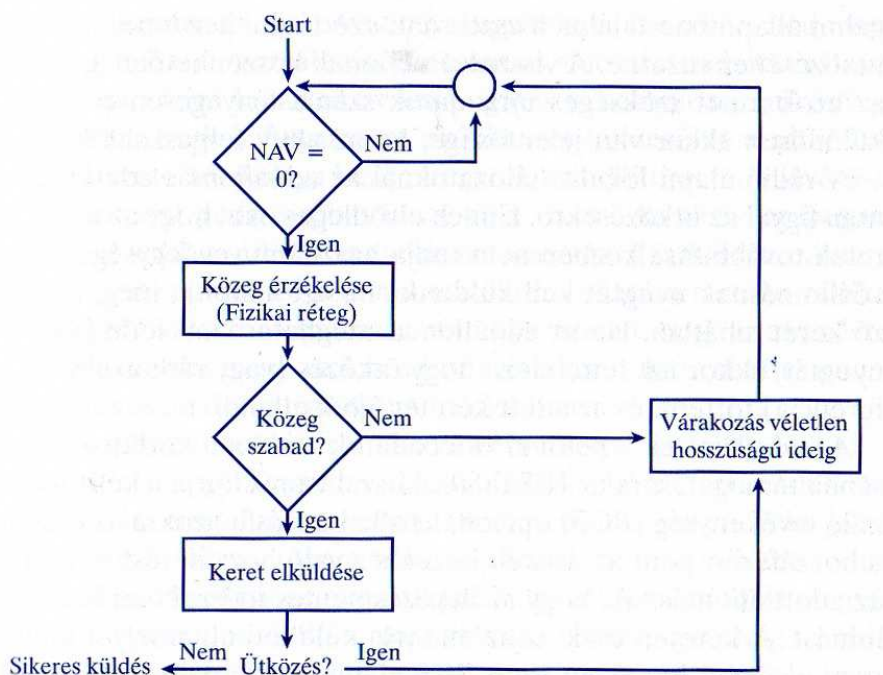 Start
NAV =
0?
Nem
Igen
Közeg érzékelése
(Fizikai réteg)
Közeg
szabad?
Nem
Várakozás véletlen
hosszúságú ideig
Igen
Keret elküldése
Sikeres küldés
Nem
Ütközés?
Igen